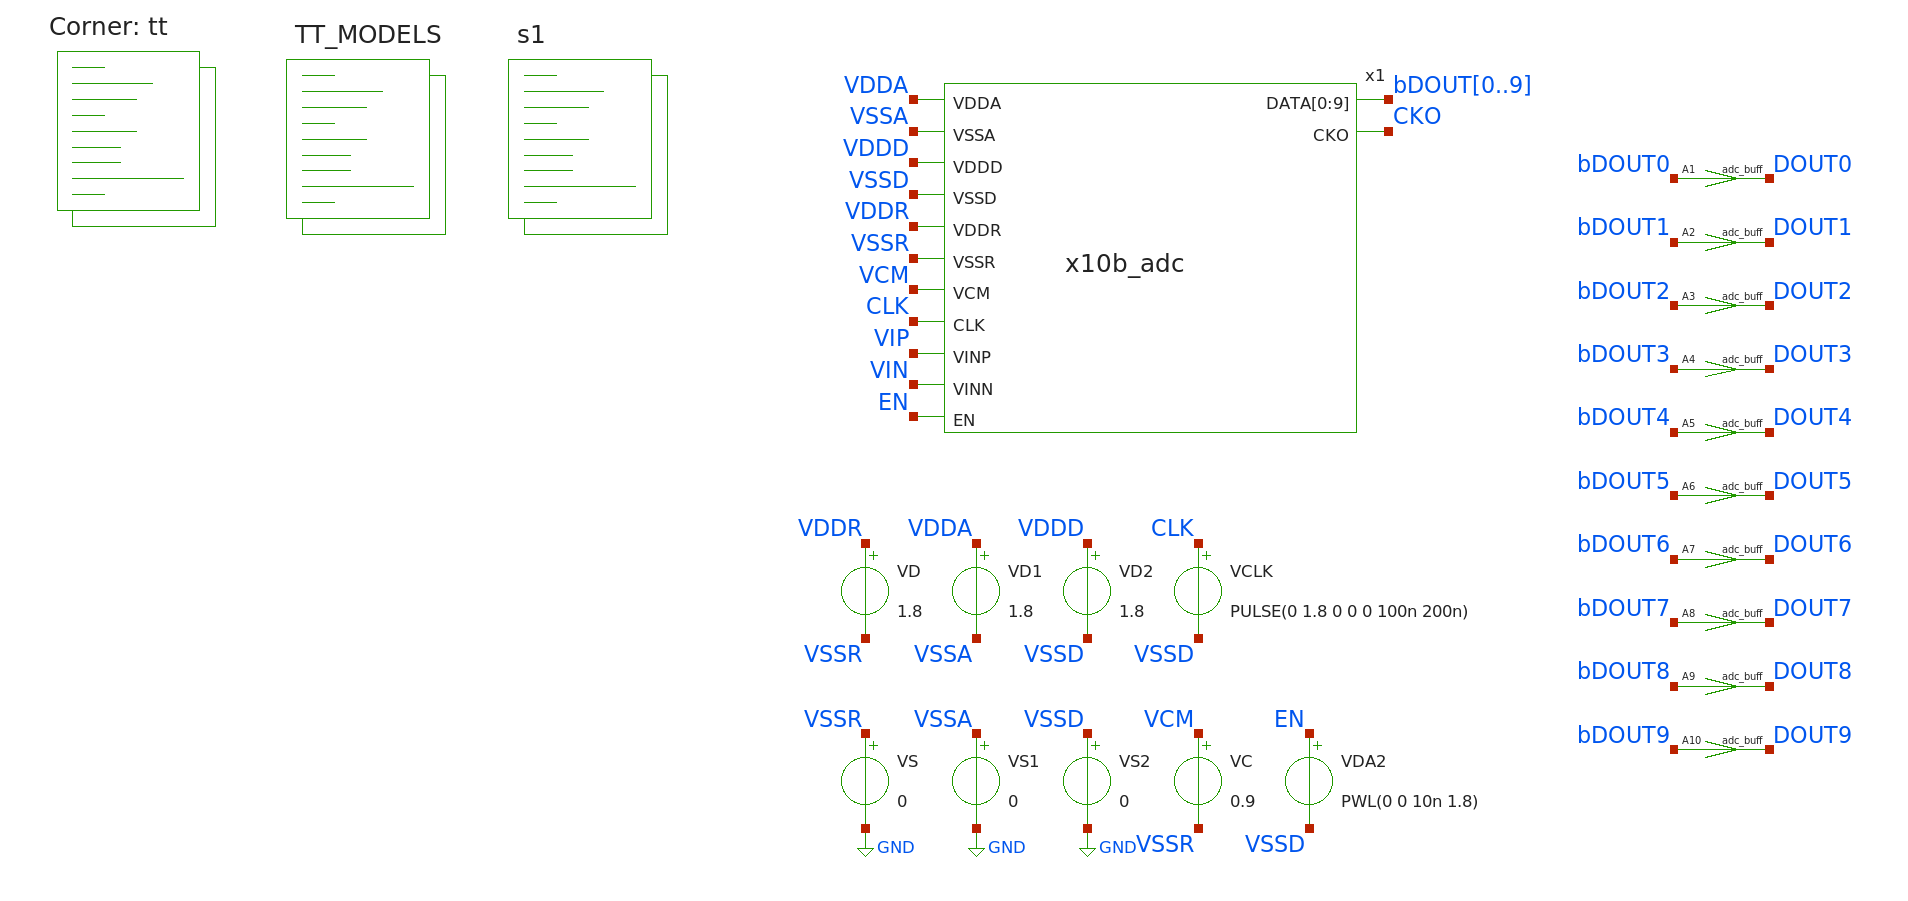 Corner: tt
TT_MODELS
s1
x1
VDDA
VSSA
VDDD
VSSD
VDDR
VSSR
VCM
CLK
VIP
VIN
EN
VDDA
VSSA
VDDD
VSSD
VDDR
VSSR
VCM
CLK
VINP
VINN
EN
x10b_adc
DATA[0:9]
CKO
bDOUT[0..9]
CKO
bDOUT0 A1 adc_buff DOUT0
bDOUT1 A2 adc_buff DOUT1
bDOUT2 A3 adc_buff DOUT2
bDOUT3 A4 adc_buff DOUT3
bDOUT4 A5 adc_buff DOUT4
bDOUT5 A6 adc_buff DOUT5
bDOUT6 A7 adc_buff DOUT6
bDOUT7 A8 adc_buff DOUT7
bDOUT8 A9 adc_buff DOUT8
bDOUT9 A10 adc_buff DOUT9
VDDR
+
VD
1.8
VSSR
VDDA
+
VD1
1.8
VSSA
VDDD
+
VD2
1.8
VSSD
CLK
+
VCLK
PULSE(0 1.8 0 0 0 100n 200n)
VSSD
VSSR
+
VS
0
GND
VSSA
+
VS1
0
GND
VSSD
+
VS2
0
GND
VCM
+
VC
0.9
VSSR
EN
+
VDA2
PWL(0 0 10n 1.8)
VSSD